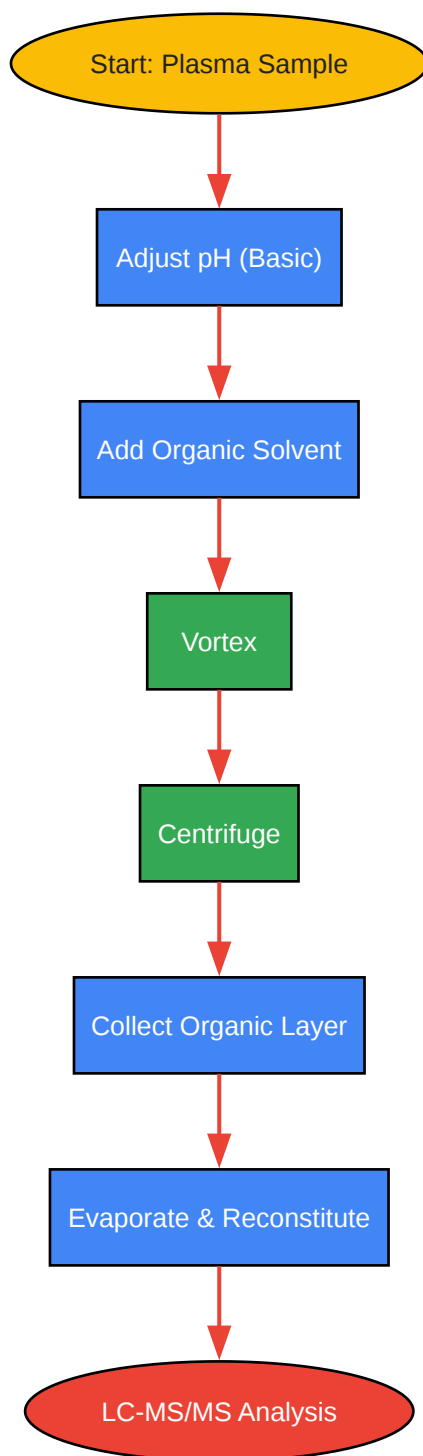 Start: Plasma Sample
Adjust pH (Basic)
Add Organic Solvent
Vortex
Centrifuge
Collect Organic Layer
Evaporate & Reconstitute
LC-MS/MS Analysis